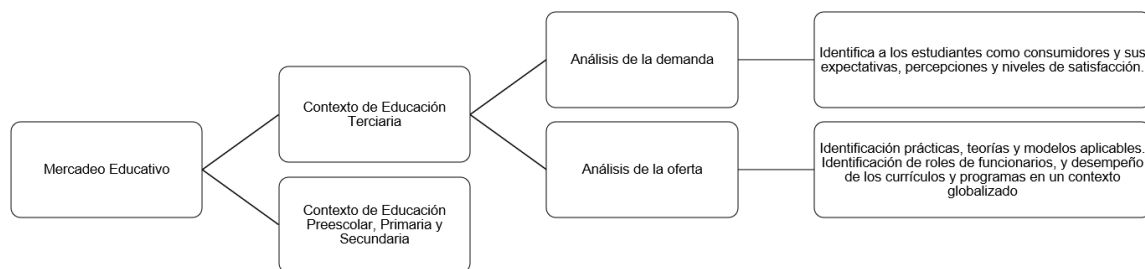 Mercadeo Educativo
Contexto de Educación
Terciaria
Contexto de Educación
Preescolar, Primaria y
Secundaria
Análisis de la demanda
Análisis de la oferta
Identifica a los estudiantes como consumidores y sus
expectativas, percepciones y niveles de satisfacción.
Identificación prácticas, teorías y modelos aplicables.
Identificación de roles de funcionarios, y desempeño
de los currículos y programas en un contexto
globalizado